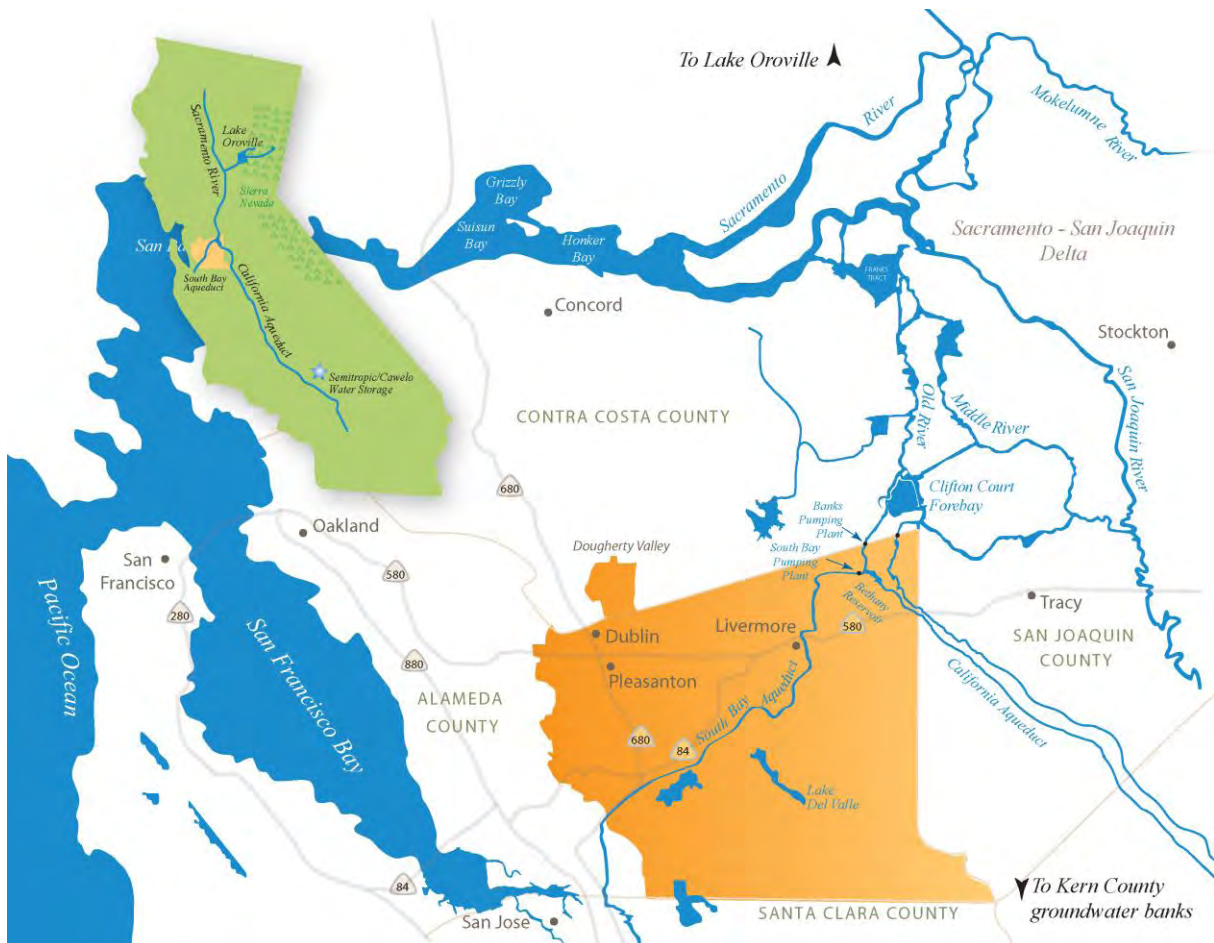 To Lake Oroville
Sacramento
River
Mokelumne
River
Sacramento River
Lake
Oroville
Sierra
Nevada
San
South Bay
Aqueduct
California Aqueduct
Semitropic/Cawelo
Water Storage
Grizzly
Bay
Suisun
Bay
Honker
Bay
Sacramento - San Joaquin
Delta
FRANKS
TRACT
Concord
Stockton
CONTRA COSTA COUNTY
Old River
Middle River
San Joaquin River
Clifton Court
Forebay
680
Banks
Pumping
Plant
South Bay
Pumping
Plant
Bethany
Reservoir
Oakland
San
Francisco
Dougherty Valley
580
280
Pacific Ocean
San Francisco Bay
880
ALAMEDA
COUNTY
Dublin
Pleasanton
Livermore
580
Tracy
SAN JOAQUIN
COUNTY
California Aqueduct
South Bay Aqueduct
680
84
Lake
Del Valle
84
San Jose
SANTA CLARA COUNTY
To Kern County
groundwater banks